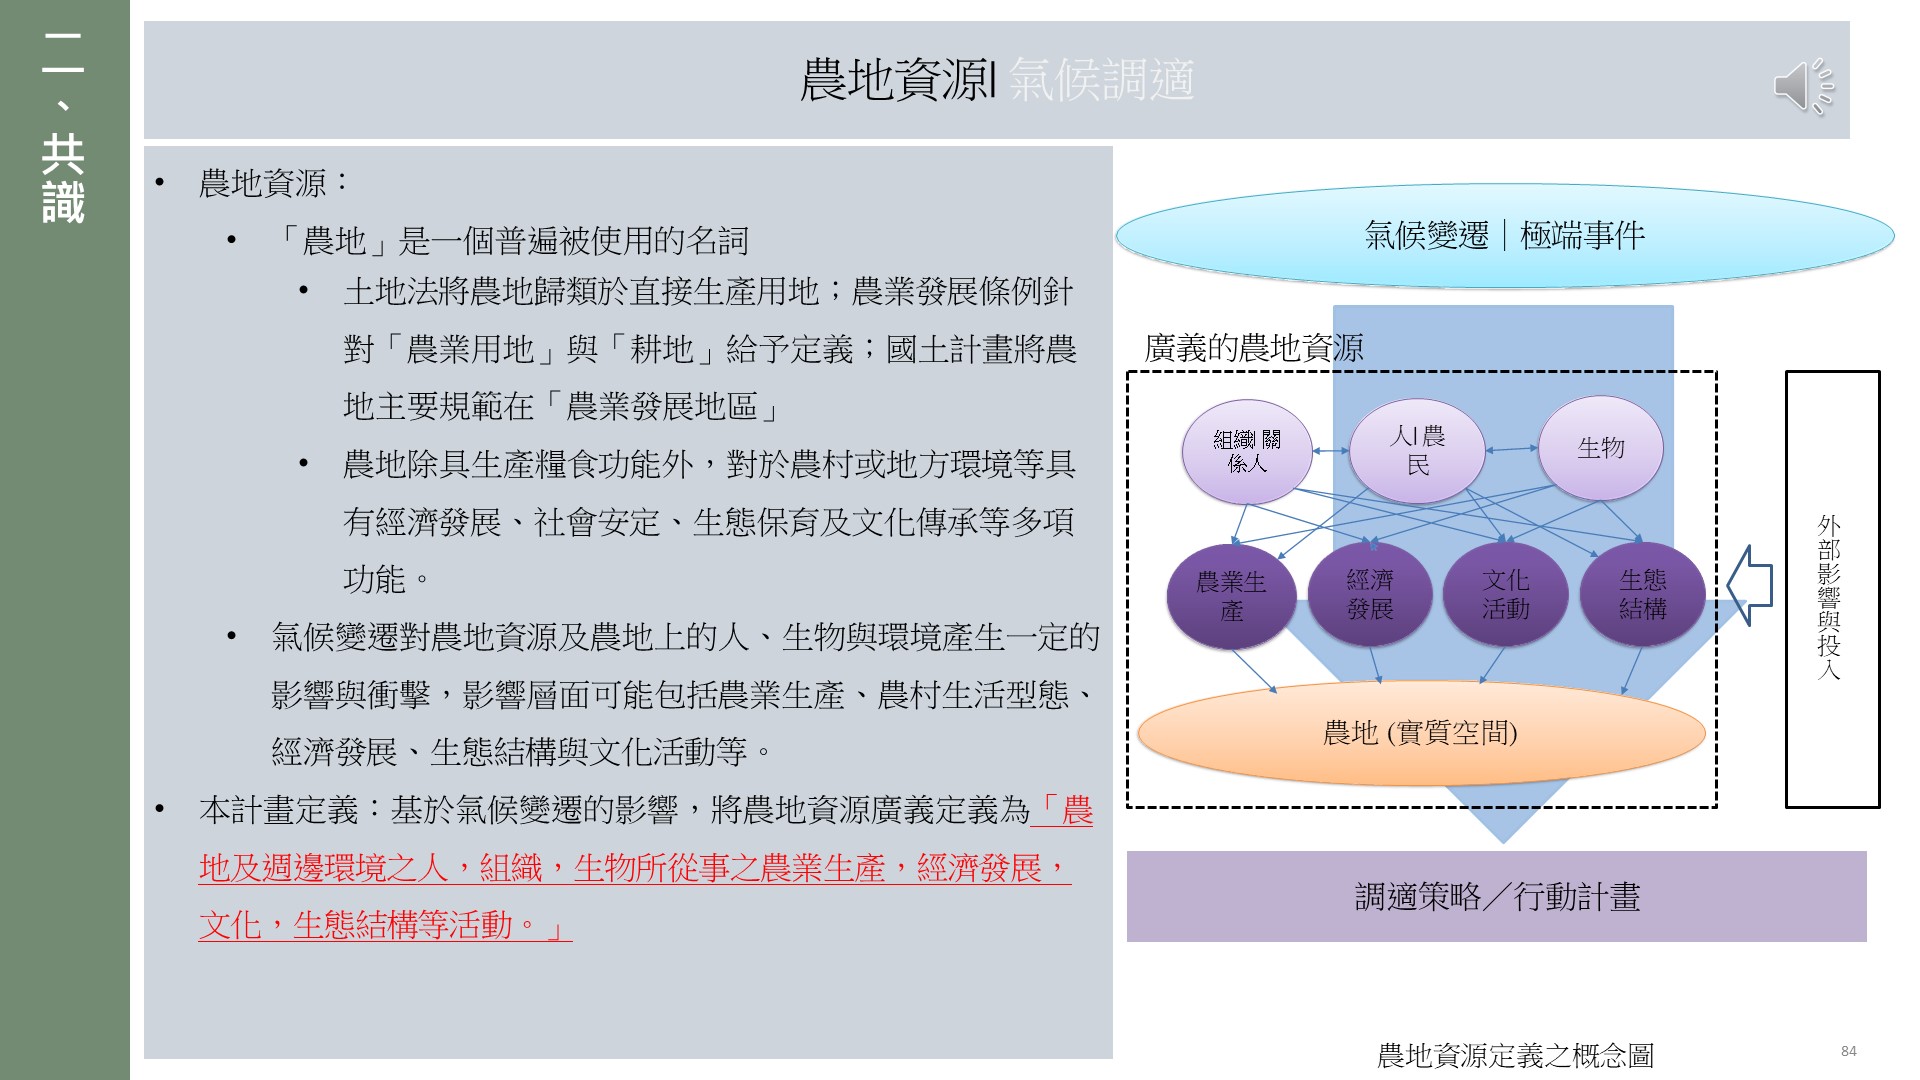 二、共識
農地資源| 氣候調適
• 農地資源：
• 「農地」是一個普遍被使用的名詞
• 土地法將農地歸類於直接生產用地；農業發展條例針
對「農業用地」與「耕地」給予定義；國土計畫將農
地主要規範在「農業發展地區」
• 農地除具生產糧食功能外，對於農村或地方環境等具
有經濟發展、社會安定、生態保育及文化傳承等多項
功能。
• 氣候變遷對農地資源及農地上的人、生物與環境產生一定的
影響與衝擊，影響層面可能包括農業生產、農村生活型態、
經濟發展、生態結構與文化活動等。
• 本計畫定義：基於氣候變遷的影響，將農地資源廣義定義為「農
地及週邊環境之人，組織，生物所從事之農業生產，經濟發展，
文化，生態結構等活動。」
氣候變遷｜極端事件
廣義的農地資源
組織| 關
係人
人| 農
民
生物
農業生
產
經濟
發展
文化
活動
生態
結構
農地 (實質空間)
外部影響與投入
調適策略／行動計畫
農地資源定義之概念圖
84